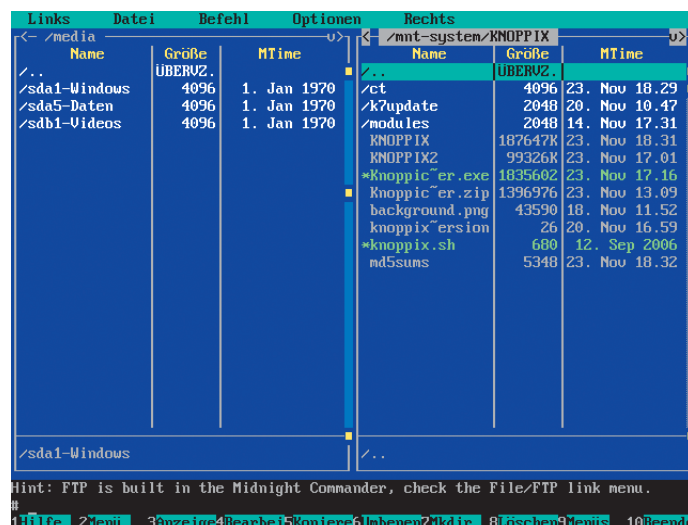 Links Datei Befehl Optionen Rechts
<- /media v> < /mnt-system/KNOPPIX v>
Name Größe MTime Name Größe MTime
/.. ÜBERVZ. /.. ÜBERVZ.
/sda1-Windows 4096 1. Jan 1970 /ct 4096 23. Nov 18.29
/sda5-Daten 4096 1. Jan 1970 /k7update 2048 20. Nov 10.47
/sdb1-Videos 4096 1. Jan 1970 /modules 2048 14. Nov 17.31
KNOPPIX 187647K 23. Nov 18.31
KNOPPIX2 99326K 23. Nov 17.01
*Knoppic~er.exe 1835602 23. Nov 17.16
Knoppic~er.zip 1396976 23. Nov 13.09
background.png 43590 18. Nov 11.52
knoppix~ersion 26 20. Nov 16.59
*knoppix.sh 680 12. Sep 2006
md5sums 5348 23. Nov 18.32
/sda1-Windows /..
Hint: FTP is built in the Midnight Commander, check the File/FTP link menu.
#
1Hilfe 2Menü 3Anzeige 4Bearbei 5Kopiere 6Umbenen 7Mkdir 8Löschen 9Menüs 10Beend